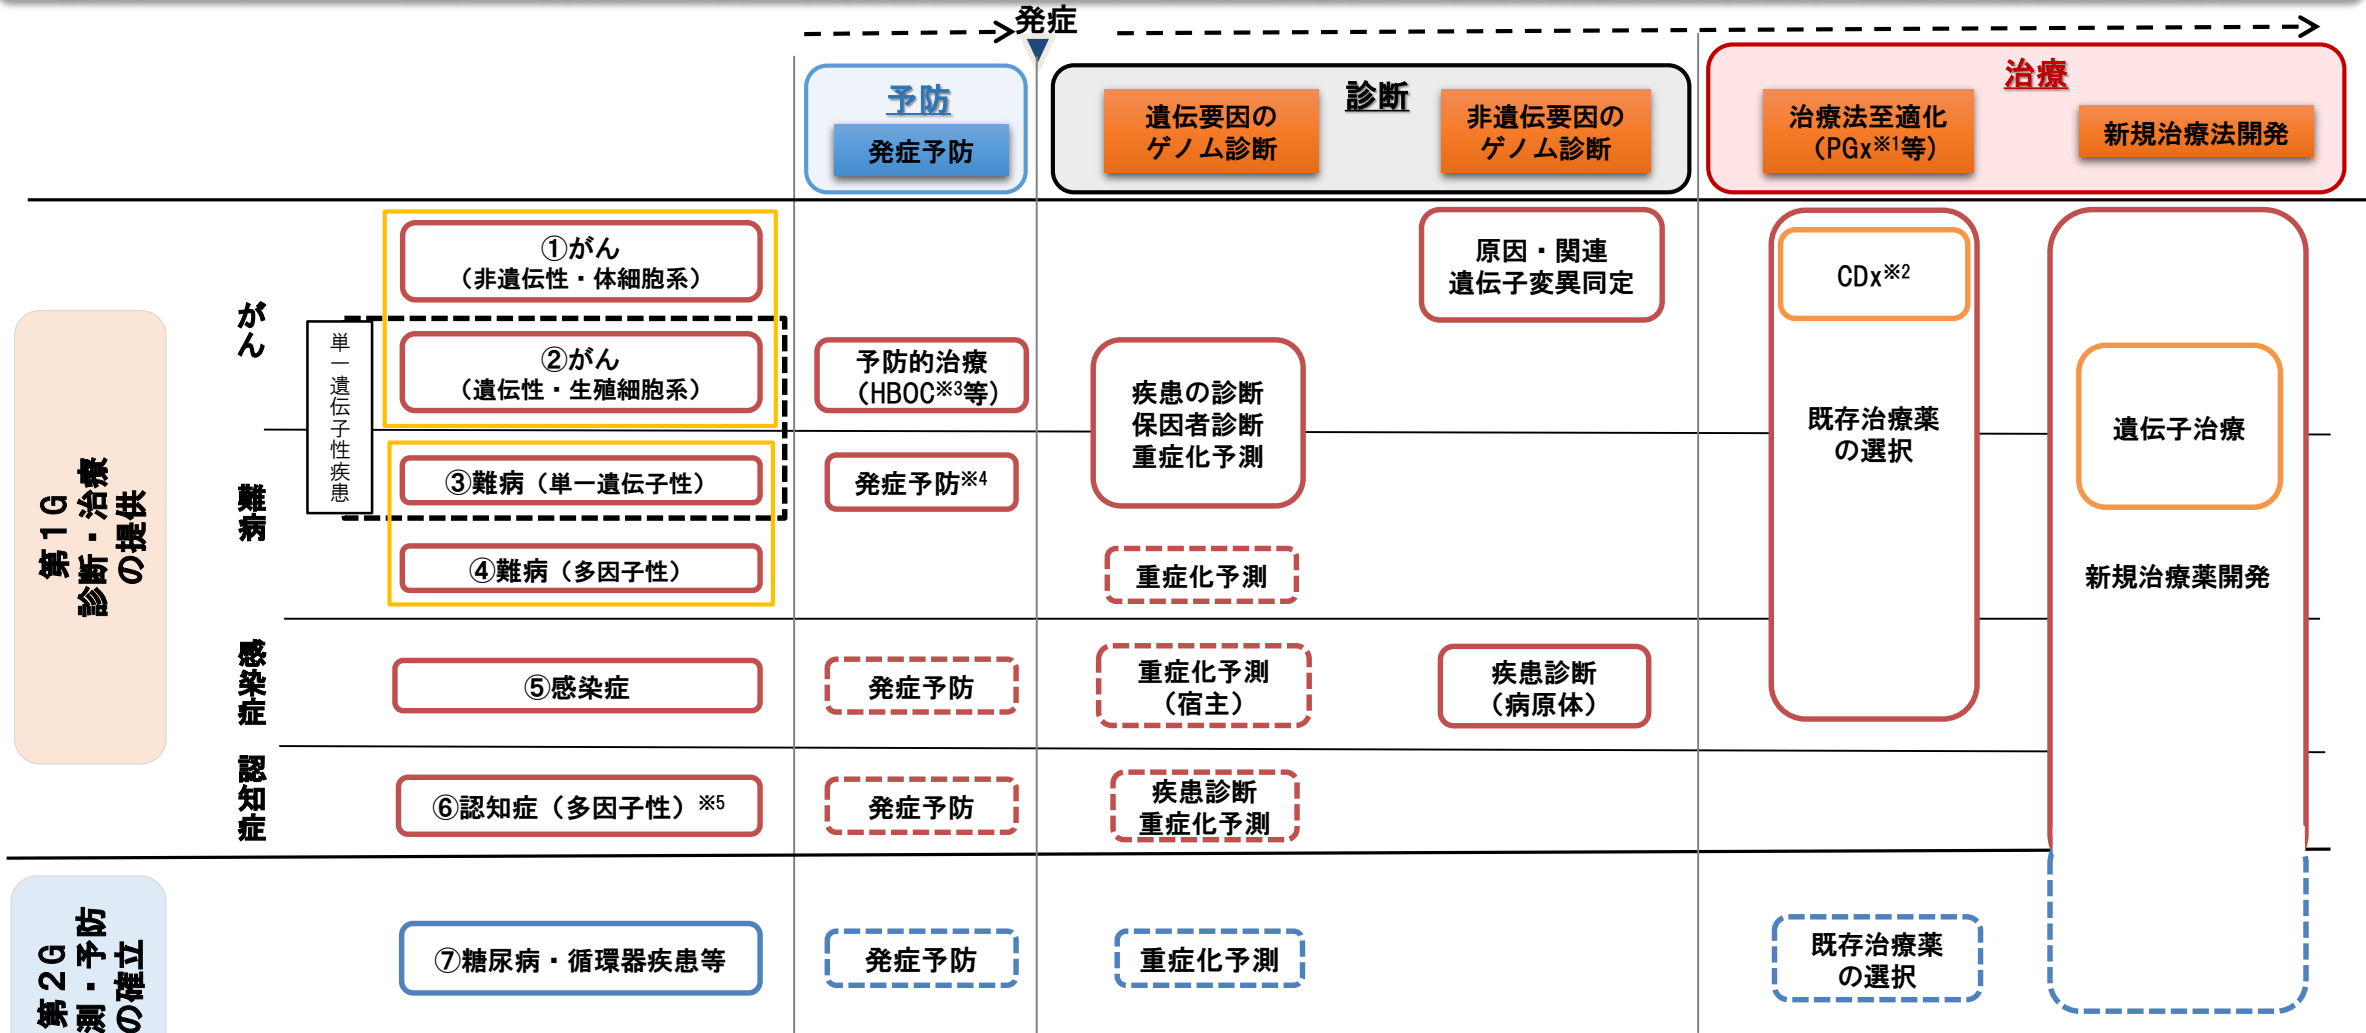 発症
予防
発症予防
診断
遺伝要因の
ゲノム診断
非遺伝要因の
ゲノム診断
治療
治療法至適化
（PGx※1等）
新規治療法開発
第1G
診断・治療
の提供
がん
単一遺伝子性疾患
①がん
（非遺伝性・体細胞系）
原因・関連
遺伝子変異同定
CDx※2
②がん
（遺伝性・生殖細胞系）
予防的治療
（HBOC※3等）
疾患の診断
保因者診断
重症化予測
既存治療薬
の選択
遺伝子治療
難病
③難病（単一遺伝子性）
発症予防※4
④難病（多因子性）
重症化予測
新規治療薬開発
感染症
⑤感染症
発症予防
重症化予測
（宿主）
疾患診断
（病原体）
認知症
⑥認知症（多因子性）※5
発症予防
疾患診断
重症化予測
第2G
測・予防
の確立
⑦糖尿病・循環器疾患等
発症予防
重症化予測
既存治療薬
の選択